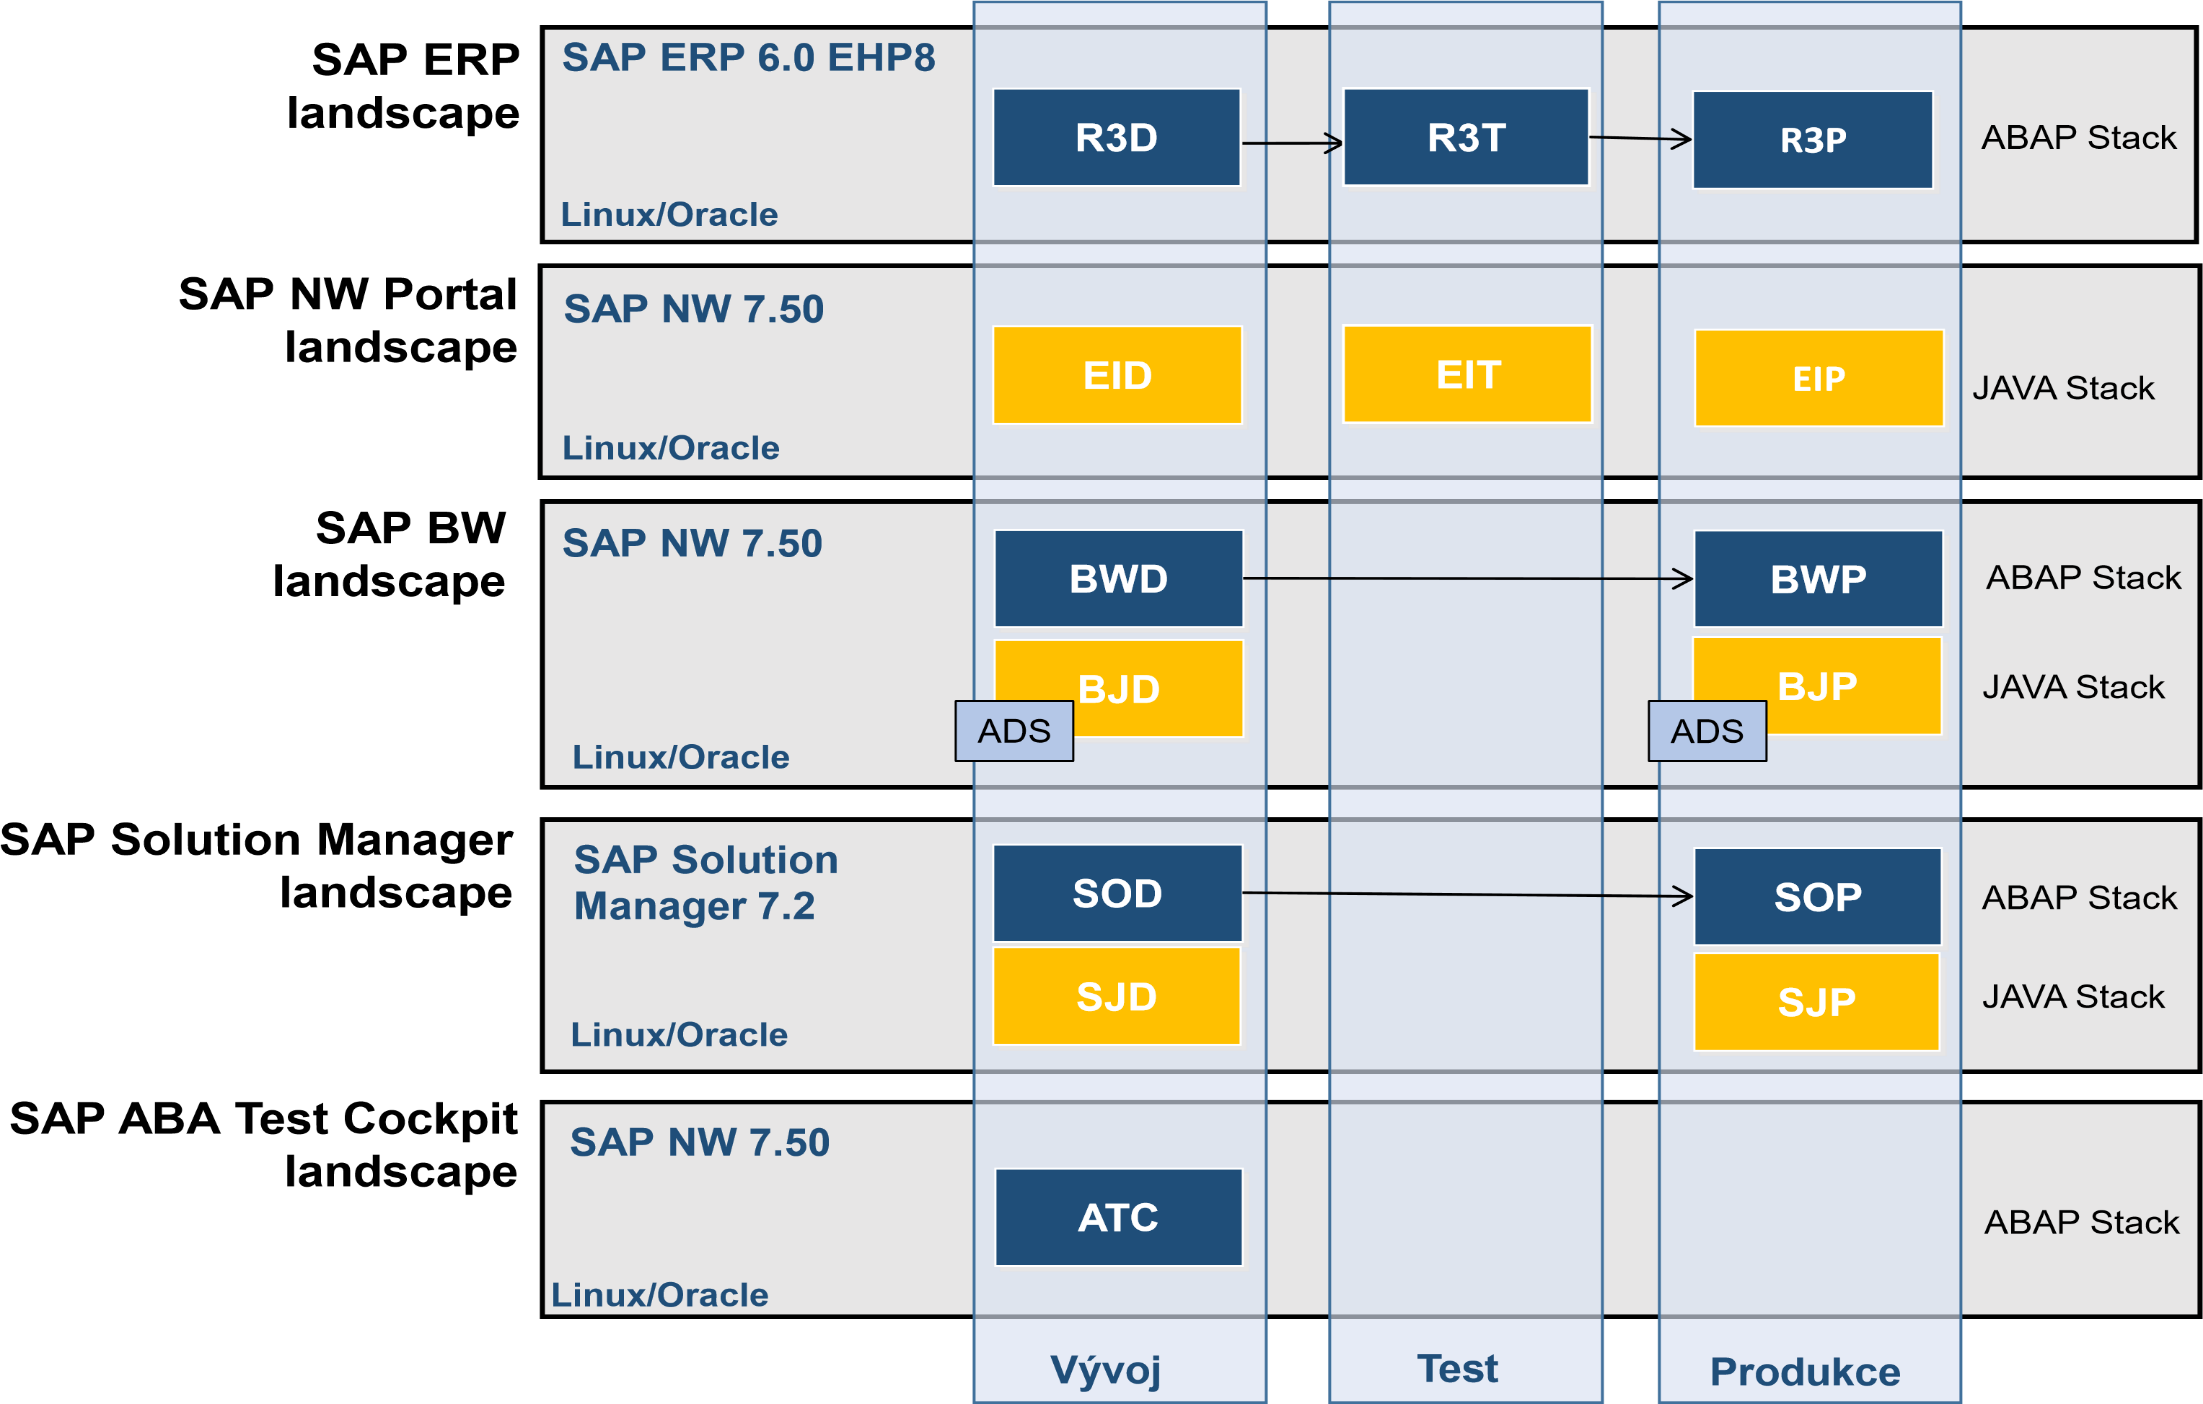 SAP ERP
landscape
SAP ERP 6.0 EHP8
R3D
R3T
R3P
ABAP Stack
Linux/Oracle
SAP NW Portal
landscape
SAP NW 7.50
EID
EIT
EIP
JAVA Stack
Linux/Oracle
SAP BW
landscape
SAP NW 7.50
BWD
BWP
ABAP Stack
BJD
BJP
JAVA Stack
ADS
ADS
Linux/Oracle
SAP Solution Manager
landscape
SAP Solution
Manager 7.2
SOD
SOP
ABAP Stack
SJD
SJP
JAVA Stack
Linux/Oracle
SAP ABA Test Cockpit
landscape
SAP NW 7.50
ATC
ABAP Stack
Linux/Oracle
Vývoj
Test
Produkce